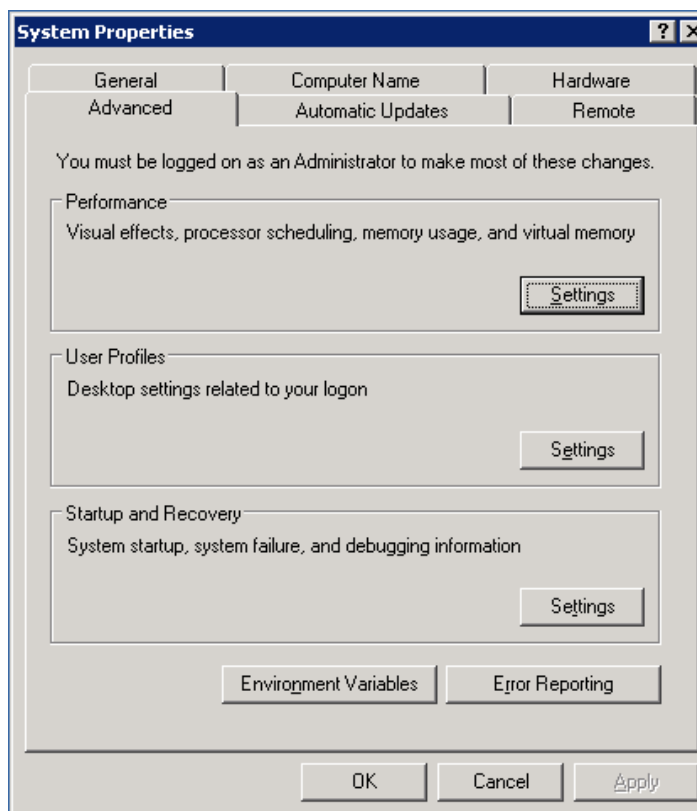 System Properties
General Computer Name Hardware
Advanced Automatic Updates Remote
You must be logged on as an Administrator to make most of these changes.
Performance
Visual effects, processor scheduling, memory usage, and virtual memory
Settings
User Profiles
Desktop settings related to your logon
Settings
Startup and Recovery
System startup, system failure, and debugging information
Settings
Environment Variables Error Reporting
OK Cancel Apply